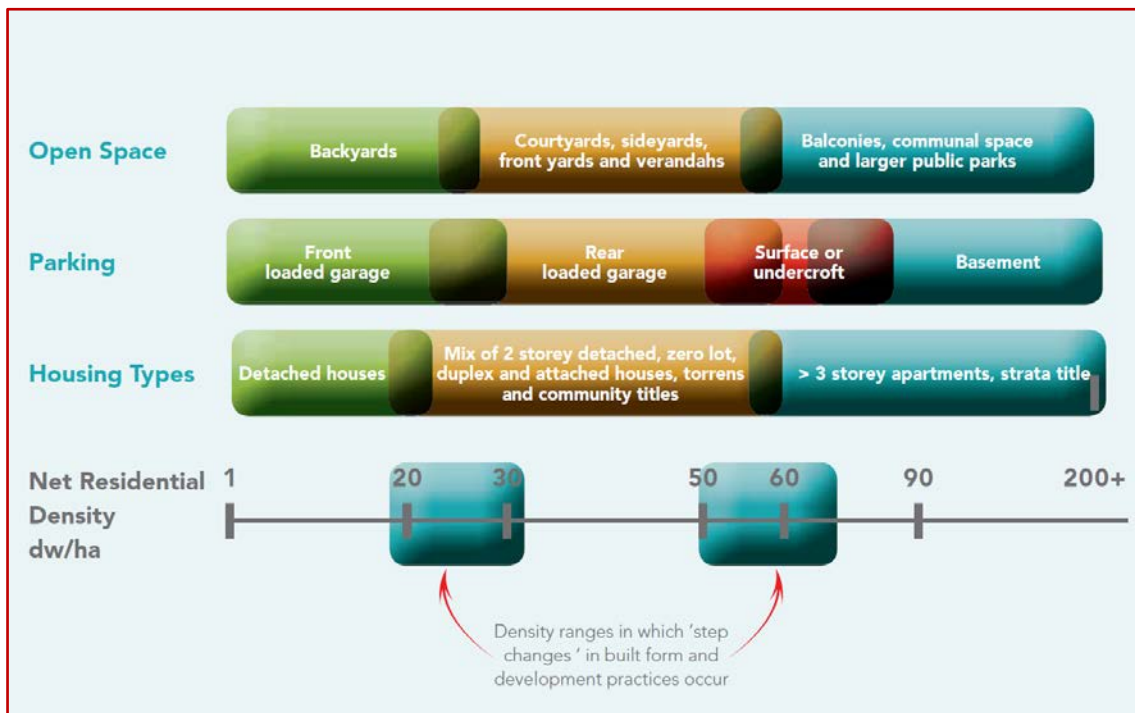 Open Space
Backyards
Courtyards, sideyards,
front yards and verandahs
Balconies, communal space
and larger public parks
Parking
Front
loaded garage
Rear
loaded garage
Surface or
undercroft
Basement
Housing Types
Detached houses
Mix of 2 storey detached, zero lot,
duplex and attached houses, torrens
and community titles
> 3 storey apartments, strata title
Net Residential
Density
dw/ha
1
20
30
50
60
90
200+
Density ranges in which 'step
changes ' in built form and
development practices occur